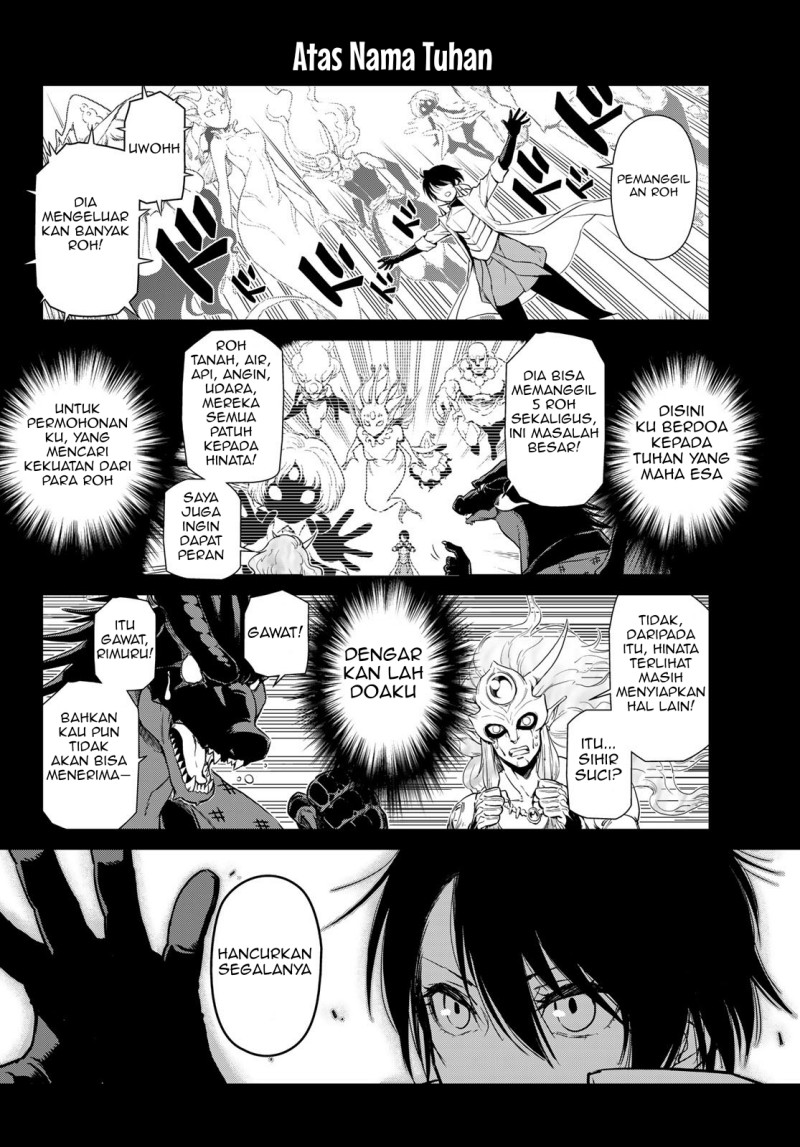 Atas Nama Tuhan
PEMANGGIL
AN ROH
UWOHH
DIA
MENGELUAR
KAN BANYAK
ROH!
ドドドドドドド
DISINI
KU BERDOA
KEPADA
TUHAN YANG
MAHA ESA
DIA BISA
MEMANGGIL
5 ROH
SEKALIGUS,
INI MASALAH
BESAR!
ROH
TANAH, AIR,
API, ANGIN,
UDARA,
MEREKA
SEMUA
PATUH
KEPADA
HINATA!
SAYA
JUGA
INGIN
DAPAT
PERAN
UNTUK
PERMOHONAN
KU, YANG
MENCARI
KEKUATAN DARI
PARA ROH
TIDAK,
DARIPADA
ITU, HINATA
TERLIHAT
MASIH
MENYIAPKAN
HAL LAIN!
ITU...
SIHIR
SUCI?
DENGAR
KAN LAH
DOAKU
GAWAT!
ITU
GAWAT,
RIMURU!
BAHKAN
KAU PUN
TIDAK
AKAN BISA
MENERIMA—
HANCURKAN
SEGALANYA